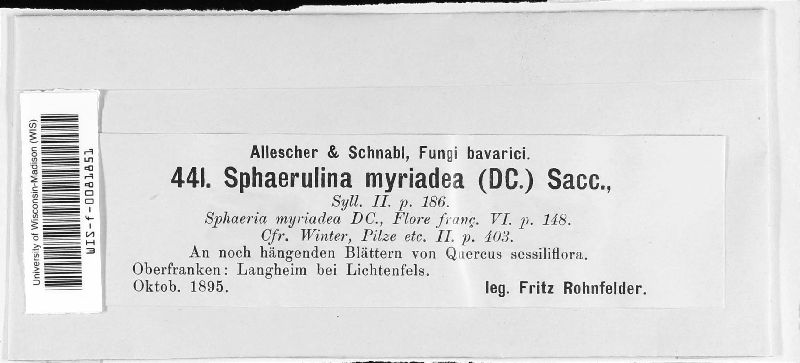 Allescher & Schnabl, Fungi bavarici.
441. Sphaerulina myriadea (DC.) Sacc.,
Syll. II. p. 186.
Sphaeria myriadea DC., Flore franç. VI. p. 148.
Cfr. Winter, Pilze etc. II. p. 403.
An noch hängenden Blättern von Quercus sessiliflora.
Oberfranken: Langheim bei Lichtenfels.
Oktob. 1895. leg. Fritz Rohnfelder.
University of Wisconsin-Madison (WIS)
WIS-f-0081851